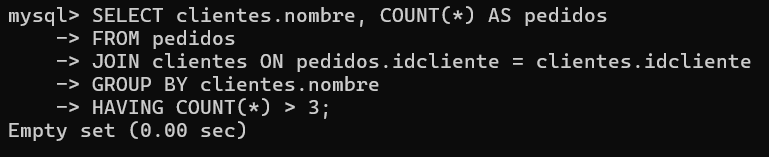 mysql> SELECT clientes.nombre, COUNT(*) AS pedidos
    -> FROM pedidos
    -> JOIN clientes ON pedidos.idcliente = clientes.idcliente
    -> GROUP BY clientes.nombre
    -> HAVING COUNT(*) > 3;
Empty set (0.00 sec)